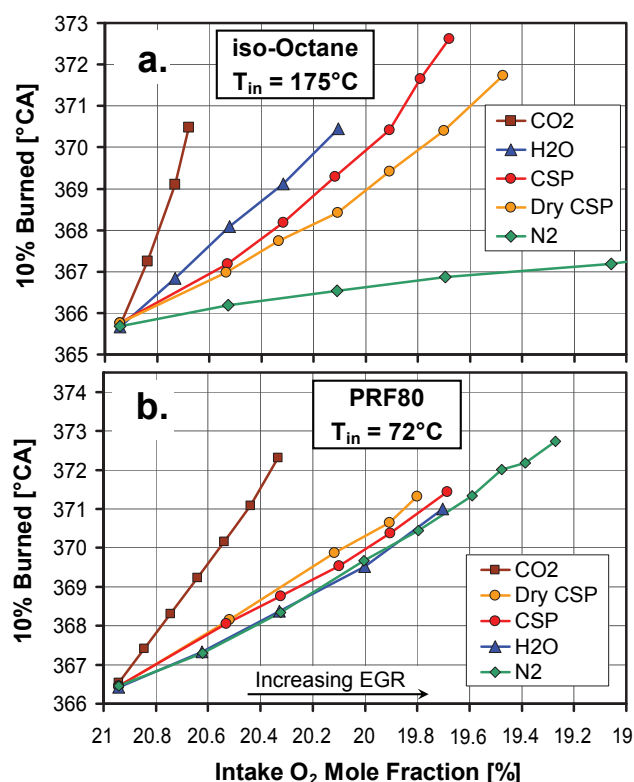 373
372
371
370
369
368
367
366
365
10% Burned [°CA]
a.
iso-Octane
T_in = 175°C
CO2
H2O
CSP
Dry CSP
N2
374
373
372
371
370
369
368
367
366
10% Burned [°CA]
b.
PRF80
T_in = 72°C
CO2
Dry CSP
CSP
H2O
N2
Increasing EGR
21 20.8 20.6 20.4 20.2 20 19.8 19.6 19.4 19.2 19
Intake O₂ Mole Fraction [%]